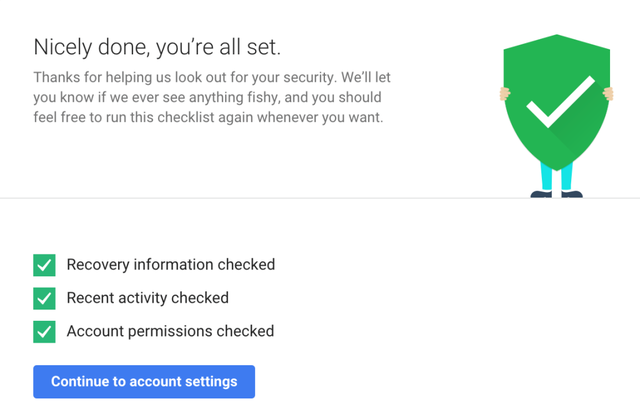 Nicely done, you're all set.
Thanks for helping us look out for your security. We'll let
you know if we ever see anything fishy, and you should
feel free to run this checklist again whenever you want.
Recovery information checked
Recent activity checked
Account permissions checked
Continue to account settings